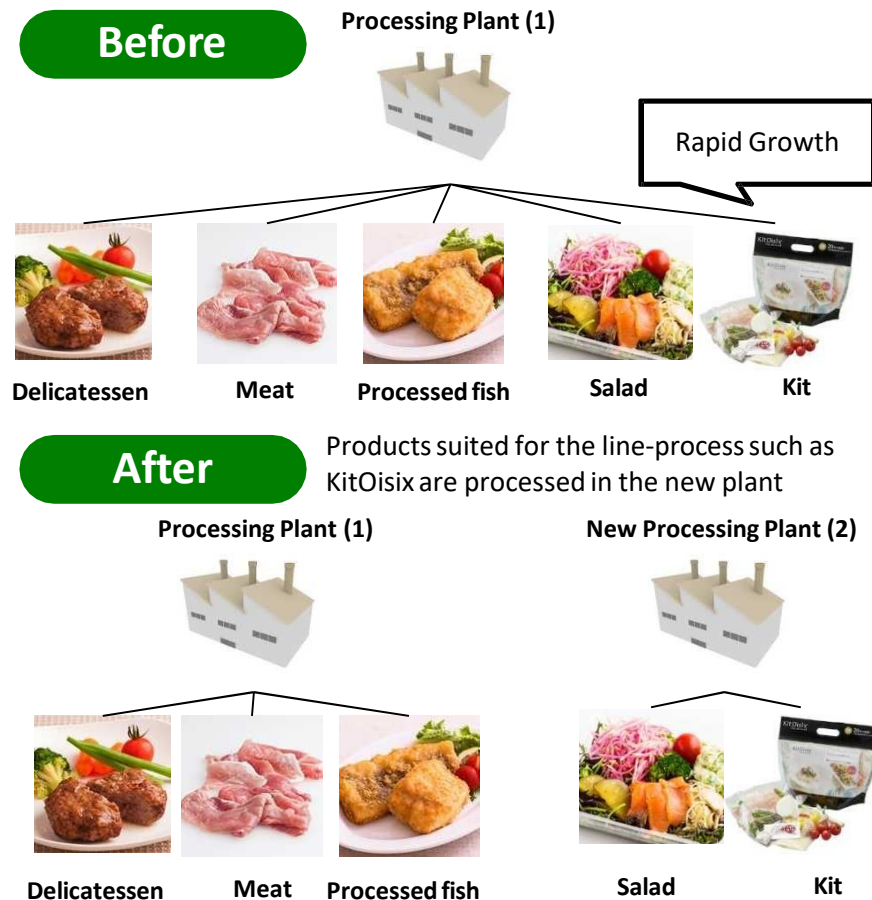 Before
Processing Plant (1)
Rapid Growth
Delicatessen
Meat
Processed fish
Salad
Kit
After
Products suited for the line-process such as
KitOisix are processed in the new plant
Processing Plant (1)
New Processing Plant (2)
Delicatessen
Meat
Processed fish
Salad
Kit